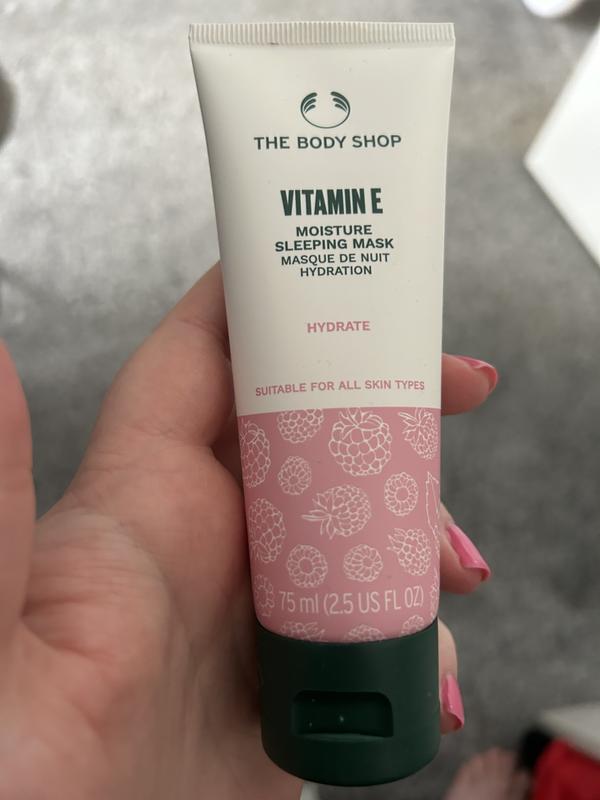 THE BODY SHOP
VITAMIN E
MOISTURE
SLEEPING MASK
MASQUE DE NUIT
HYDRATION
HYDRATE
SUITABLE FOR ALL SKIN TYPES
75 ml (2.5 US FL OZ)